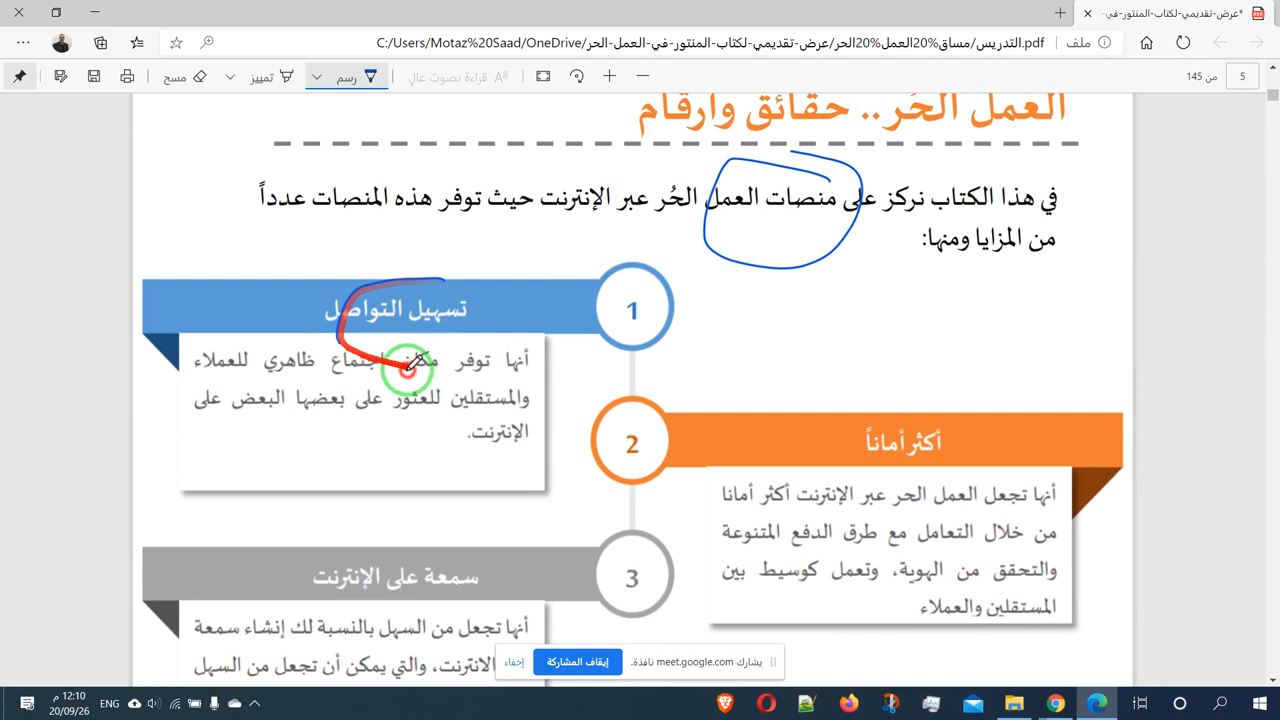 *عرض-تقديمي-لكتاب-المنتور-في-
ملف
C:/Users/Motaz%20Saad/OneDrive/التدريس/مساق%20العمل%20الحر/عرض-تقديمي-لكتاب-المنتور-في-العمل-الحر.pdf
5
من 145
قراءة بصوت عالٍ
رسم
تمييز
مسح
العمل الحُر.. حقائق وأرقام
في هذا الكتاب نركز على منصات العمل الحُر عبر الإنترنت حيث توفر هذه المنصات عدداً
من المزايا ومنها:
1
تسهيل التواصل
أنها توفر مكان اجتماع ظاهري للعملاء
والمستقلين للعثور على بعضها البعض على
الإنترنت.
2
أكثر أماناً
أنها تجعل العمل الحر عبر الإنترنت أكثر أمانا
من خلال التعامل مع طرق الدفع المتنوعة
والتحقق من الهوية، وتعمل كوسيط بين
المستقلين والعملاء
3
سمعة على الإنترنت
أنها تجعل من السهل بالنسبة لك إنشاء سمعة
الإنترنت، والتي يمكن أن تجعل من السهل
يشارك meet.google.com نافذة.
إيقاف المشاركة
إخفاء
ENG
12:10 م
20/09/26